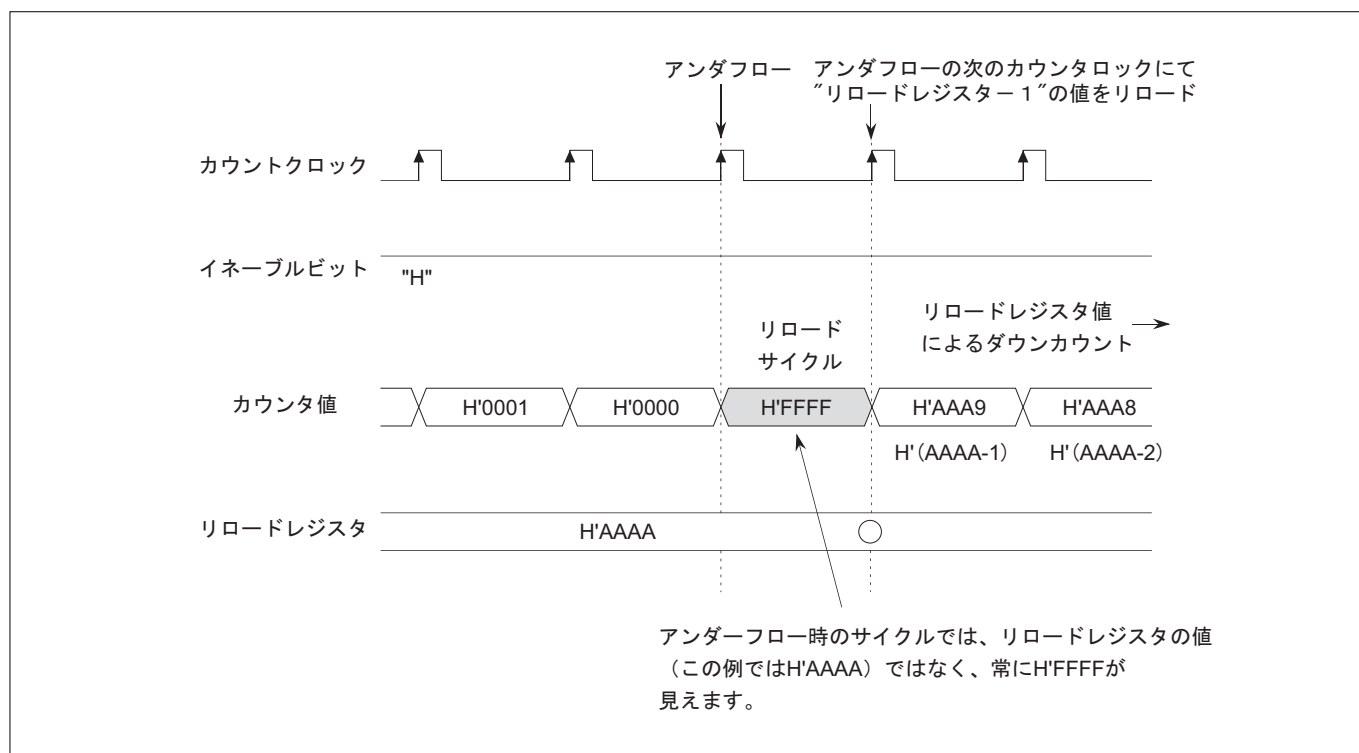 アンダフロー
アンダフローの次のカウンタロックにて
"リロードレジスタ－1"の値をリロード
カウントクロック
イネーブルビット
"H"
リロードレジスタ値
によるダウンカウント
リロード
サイクル
カウンタ値
H'0001
H'0000
H'FFFF
H'AAA9
H'AAA8
H'(AAAA-1)
H'(AAAA-2)
リロードレジスタ
H'AAAA
アンダーフロー時のサイクルでは、リロードレジスタの値
（この例ではH'AAAA）ではなく、常にH'FFFFが
見えます。